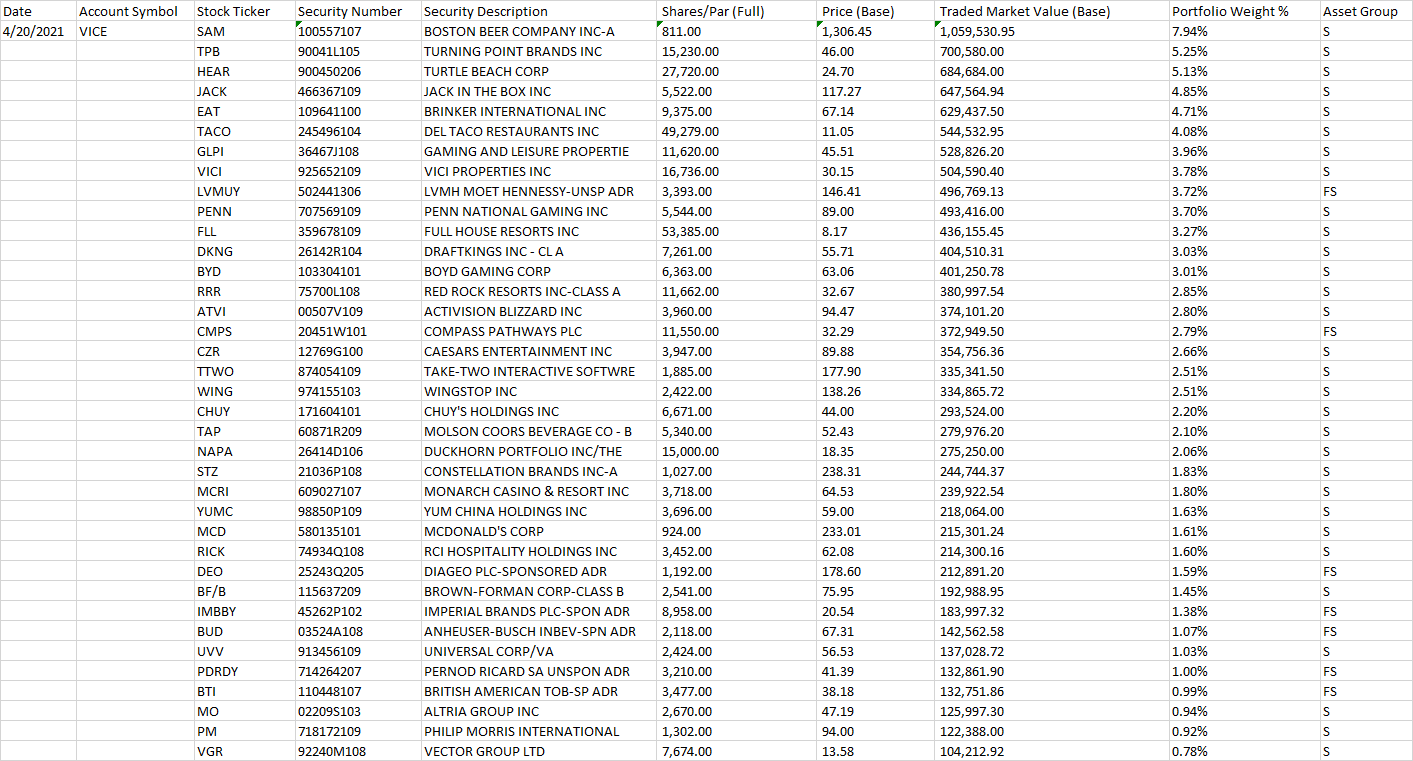 Date Account Symbol Stock Ticker Security Number Security Description Shares/Par (Full) Price (Base) Traded Market Value (Base) Portfolio Weight % Asset Group
4/20/2021 VICE SAM 100557107 BOSTON BEER COMPANY INC-A 811.00 1,306.45 1,059,530.95 7.94% S
TPB 90041L105 TURNING POINT BRANDS INC 15,230.00 46.00 700,580.00 5.25% S
HEAR 900450206 TURTLE BEACH CORP 27,720.00 24.70 684,684.00 5.13% S
JACK 466367109 JACK IN THE BOX INC 5,522.00 117.27 647,564.94 4.85% S
EAT 109641100 BRINKER INTERNATIONAL INC 9,375.00 67.14 629,437.50 4.71% S
TACO 245496104 DEL TACO RESTAURANTS INC 49,279.00 11.05 544,532.95 4.08% S
GLPI 36467J108 GAMING AND LEISURE PROPERTIE 11,620.00 45.51 528,826.20 3.96% S
VICI 925652109 VICI PROPERTIES INC 16,736.00 30.15 504,590.40 3.78% S
LVMUY 502441306 LVMH MOET HENNESSY-UNSP ADR 3,393.00 146.41 496,769.13 3.72% FS
PENN 707569109 PENN NATIONAL GAMING INC 5,544.00 89.00 493,416.00 3.70% S
FLL 359678109 FULL HOUSE RESORTS INC 53,385.00 8.17 436,155.45 3.27% S
DKNG 26142R104 DRAFTKINGS INC - CL A 7,261.00 55.71 404,510.31 3.03% S
BYD 103304101 BOYD GAMING CORP 6,363.00 63.06 401,250.78 3.01% S
RRR 75700L108 RED ROCK RESORTS INC-CLASS A 11,662.00 32.67 380,997.54 2.85% S
ATVI 00507V109 ACTIVISION BLIZZARD INC 3,960.00 94.47 374,101.20 2.80% S
CMPS 20451W101 COMPASS PATHWAYS PLC 11,550.00 32.29 372,949.50 2.79% FS
CZR 12769G100 CAESARS ENTERTAINMENT INC 3,947.00 89.88 354,756.36 2.66% S
TTWO 874054109 TAKE-TWO INTERACTIVE SOFTWRE 1,885.00 177.90 335,341.50 2.51% S
WING 974155103 WINGSTOP INC 2,422.00 138.26 334,865.72 2.51% S
CHUY 171604101 CHUY'S HOLDINGS INC 6,671.00 44.00 293,524.00 2.20% S
TAP 60871R209 MOLSON COORS BEVERAGE CO - B 5,340.00 52.43 279,976.20 2.10% S
NAPA 26414D106 DUCKHORN PORTFOLIO INC/THE 15,000.00 18.35 275,250.00 2.06% S
STZ 21036P108 CONSTELLATION BRANDS INC-A 1,027.00 238.31 244,744.37 1.83% S
MCRI 609027107 MONARCH CASINO & RESORT INC 3,718.00 64.53 239,922.54 1.80% S
YUMC 98850P109 YUM CHINA HOLDINGS INC 3,696.00 59.00 218,064.00 1.63% S
MCD 580135101 MCDONALD'S CORP 924.00 233.01 215,301.24 1.61% S
RICK 74934Q108 RCI HOSPITALITY HOLDINGS INC 3,452.00 62.08 214,300.16 1.60% S
DEO 25243Q205 DIAGEO PLC-SPONSORED ADR 1,192.00 178.60 212,891.20 1.59% FS
BF/B 115637209 BROWN-FORMAN CORP-CLASS B 2,541.00 75.95 192,988.95 1.45% S
IMBBY 45262P102 IMPERIAL BRANDS PLC-SPON ADR 8,958.00 20.54 183,997.32 1.38% FS
BUD 03524A108 ANHEUSER-BUSCH INBEV-SPN ADR 2,118.00 67.31 142,562.58 1.07% FS
UVV 913456109 UNIVERSAL CORP/VA 2,424.00 56.53 137,028.72 1.03% S
PDRDY 714264207 PERNOD RICARD SA UNSPON ADR 3,210.00 41.39 132,861.90 1.00% FS
BTI 110448107 BRITISH AMERICAN TOB-SP ADR 3,477.00 38.18 132,751.86 0.99% FS
MO 02209S103 ALTRIA GROUP INC 2,670.00 47.19 125,997.30 0.94% S
PM 718172109 PHILIP MORRIS INTERNATIONAL 1,302.00 94.00 122,388.00 0.92% S
VGR 92240M108 VECTOR GROUP LTD 7,674.00 13.58 104,212.92 0.78% S